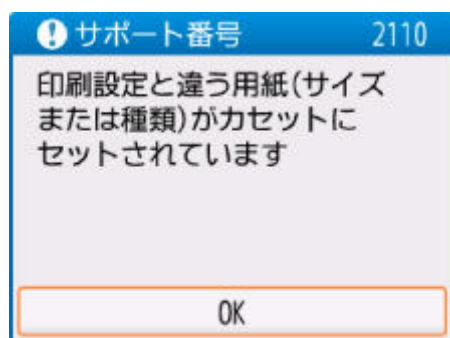 サポート番号 2110
印刷設定と違う用紙(サイズ
または種類)がカセットに
セットされています
OK